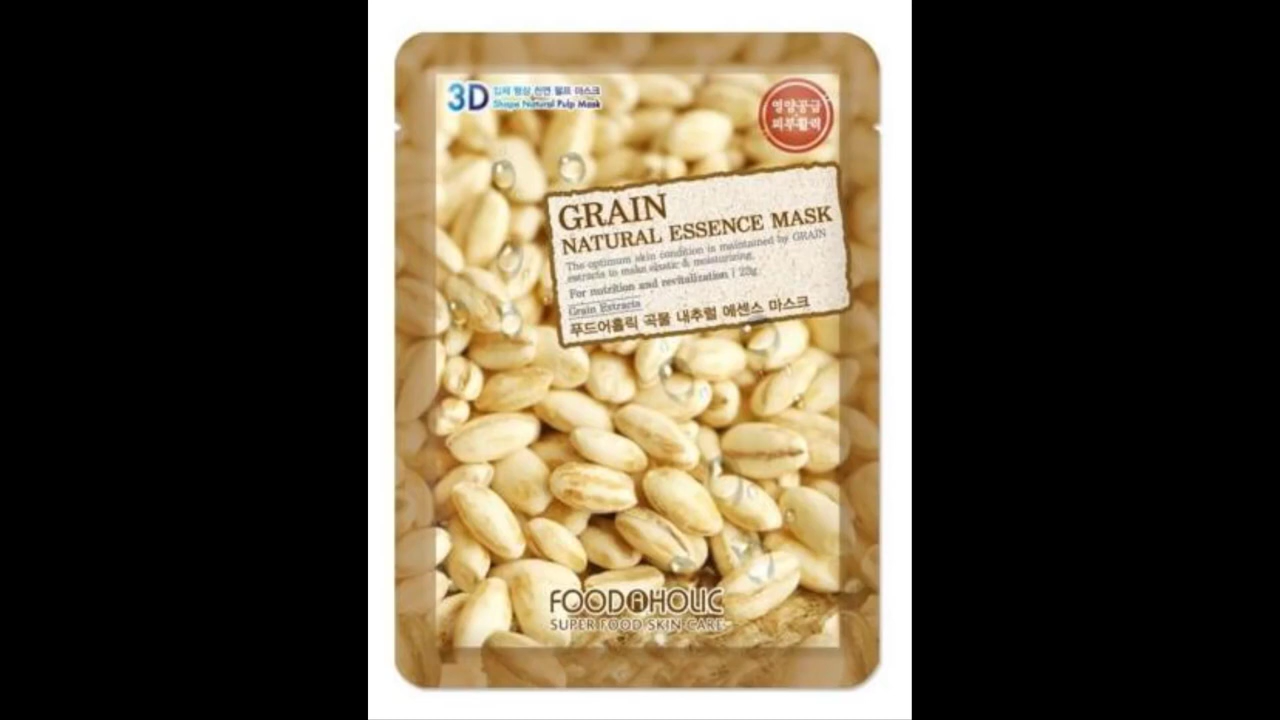 3D 입체 형상 천연 펄프 마스크
Shape Natural Pulp Mask
영양공급
피부활력
GRAIN
NATURAL ESSENCE MASK
The optimum skin condition is maintained by GRAIN
extracts to make elastic & moisturizing.
For nutrition and revitalization | 23g
Grain Extracts
푸드어홀릭 곡물 내추럴 에센스 마스크
FOODAHOLIC
SUPER FOOD SKIN CARE